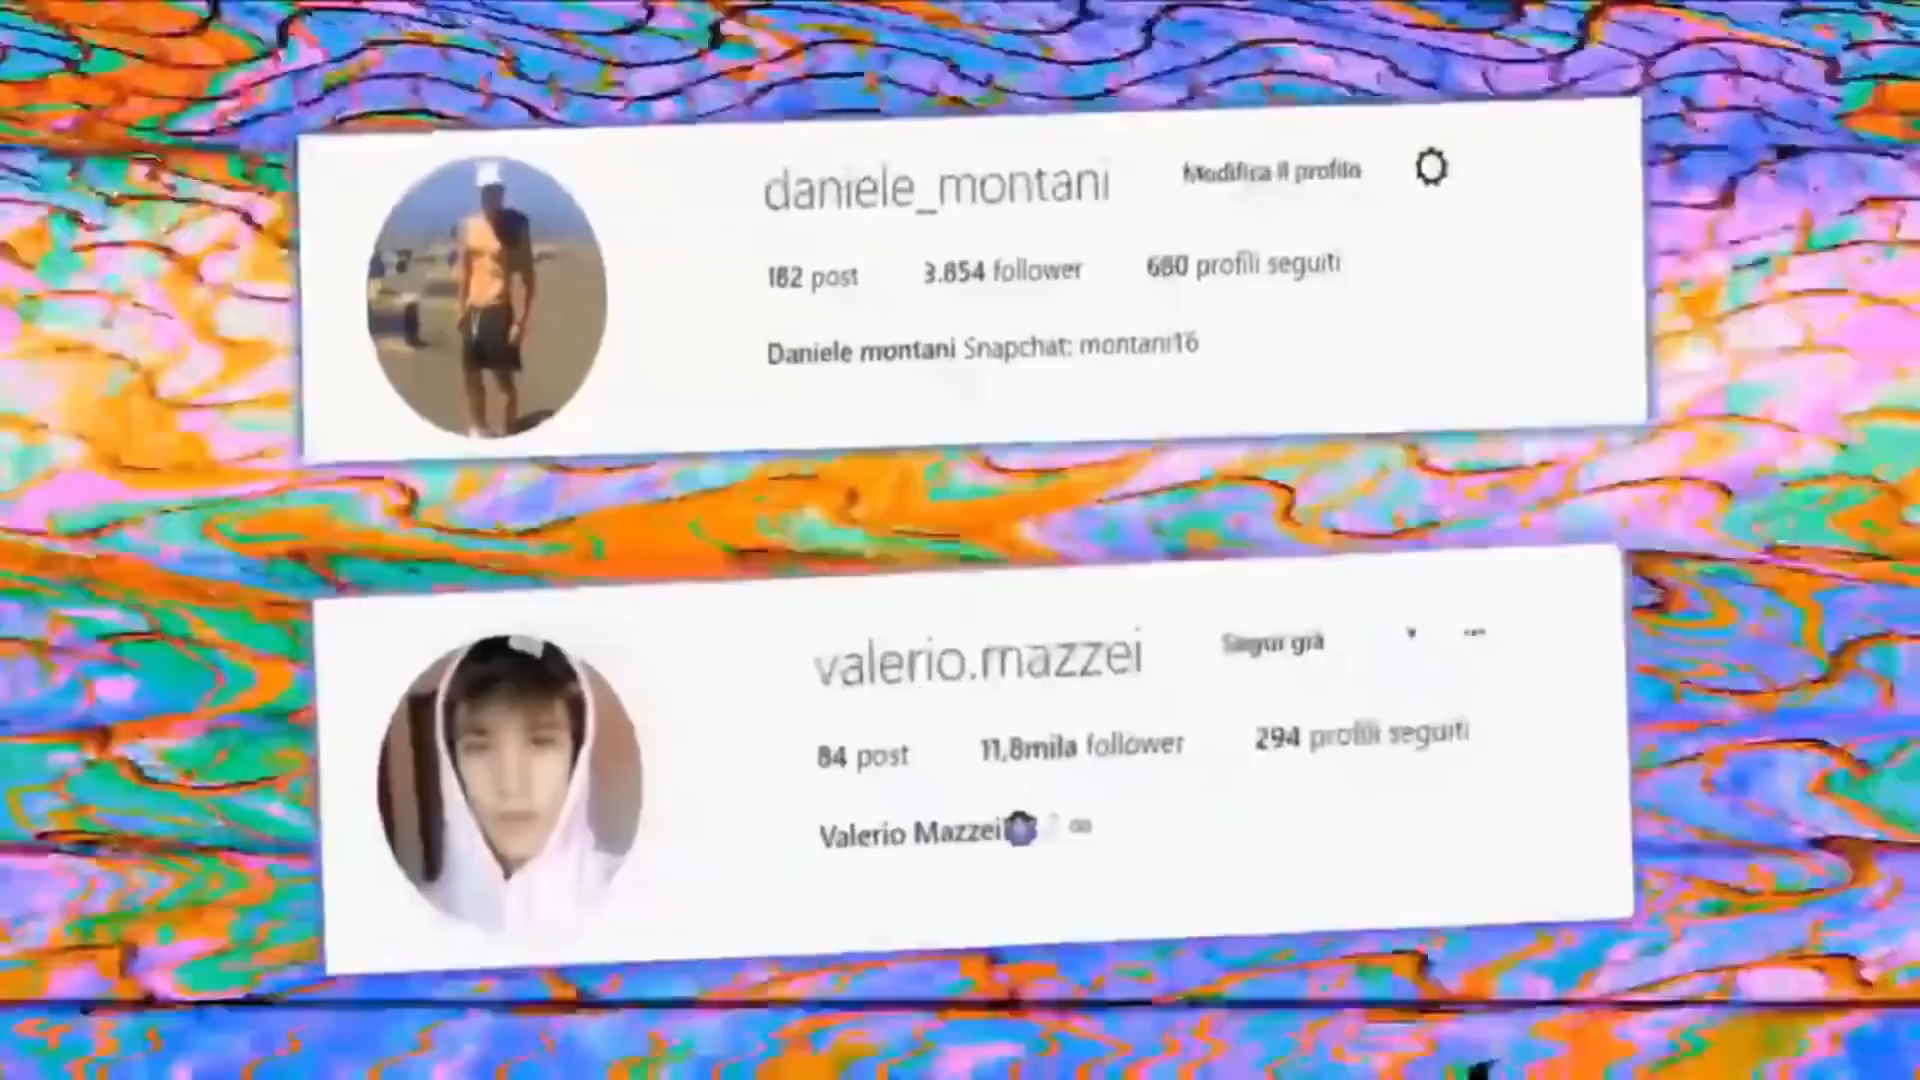 daniele_montani Modifica il profilo
182 post 3.854 follower 680 profili seguiti
Daniele montani Snapchat: montani16
valerio.mazzei Segui già
84 post 11,8mila follower 294 profili seguiti
Valerio Mazzei